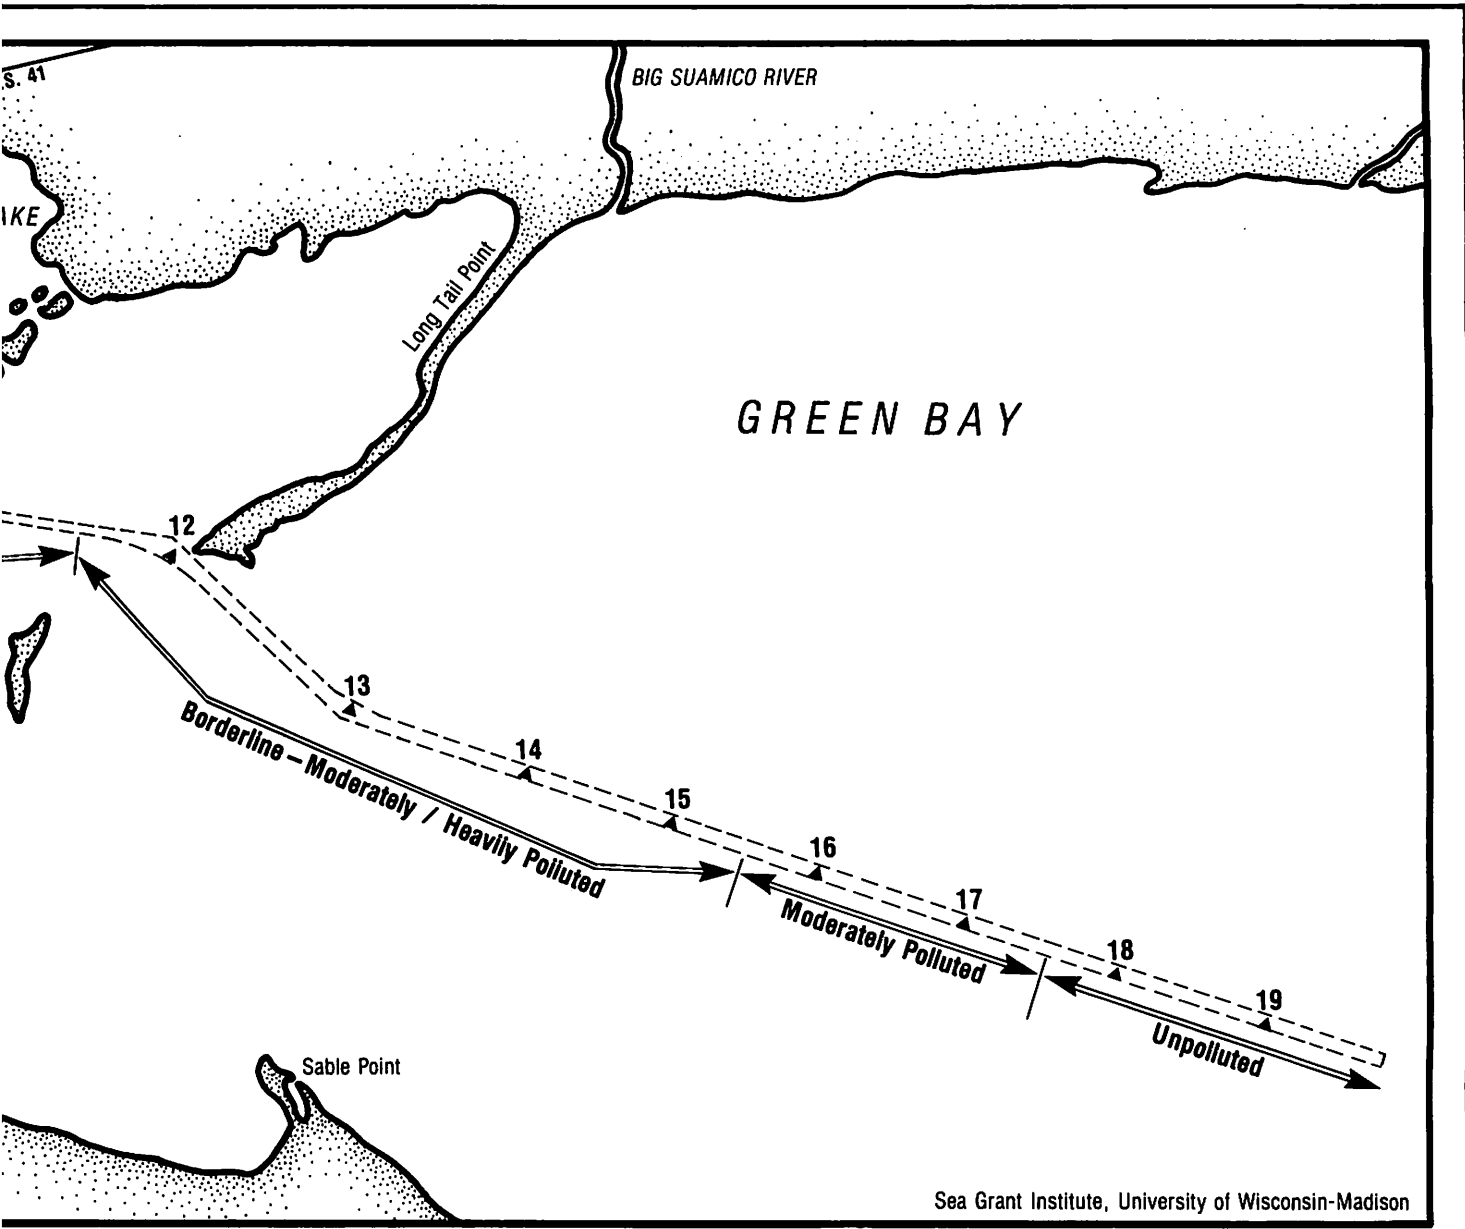 S. 41
BIG SUAMICO RIVER
AKE
Long Tail Point
GREEN BAY
12
13
14
15
16
17
18
19
Borderline – Moderately / Heavily Polluted
Moderately Polluted
Unpolluted
Sable Point
Sea Grant Institute, University of Wisconsin-Madison